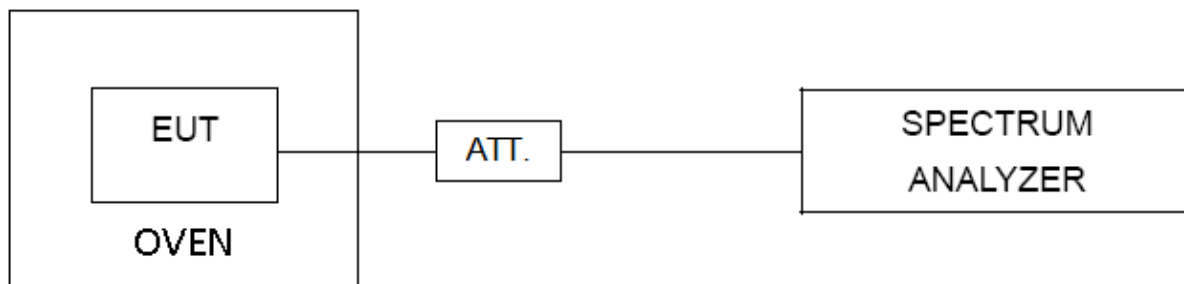 EUT
OVEN
ATT.
SPECTRUM
ANALYZER